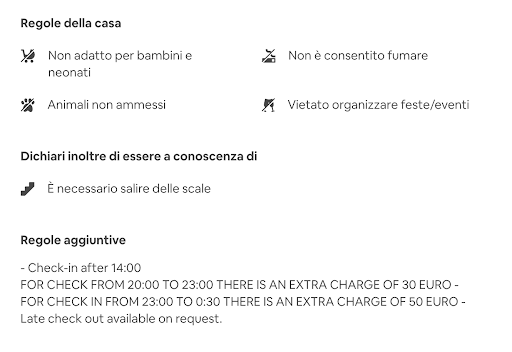 Regole della casa
Non adatto per bambini e
neonati
Non è consentito fumare
Animali non ammessi
Vietato organizzare feste/eventi
Dichiari inoltre di essere a conoscenza di
È necessario salire delle scale
Regole aggiuntive
- Check-in after 14:00
FOR CHECK FROM 20:00 TO 23:00 THERE IS AN EXTRA CHARGE OF 30 EURO -
FOR CHECK IN FROM 23:00 TO 0:30 THERE IS AN EXTRA CHARGE OF 50 EURO -
Late check out available on request.